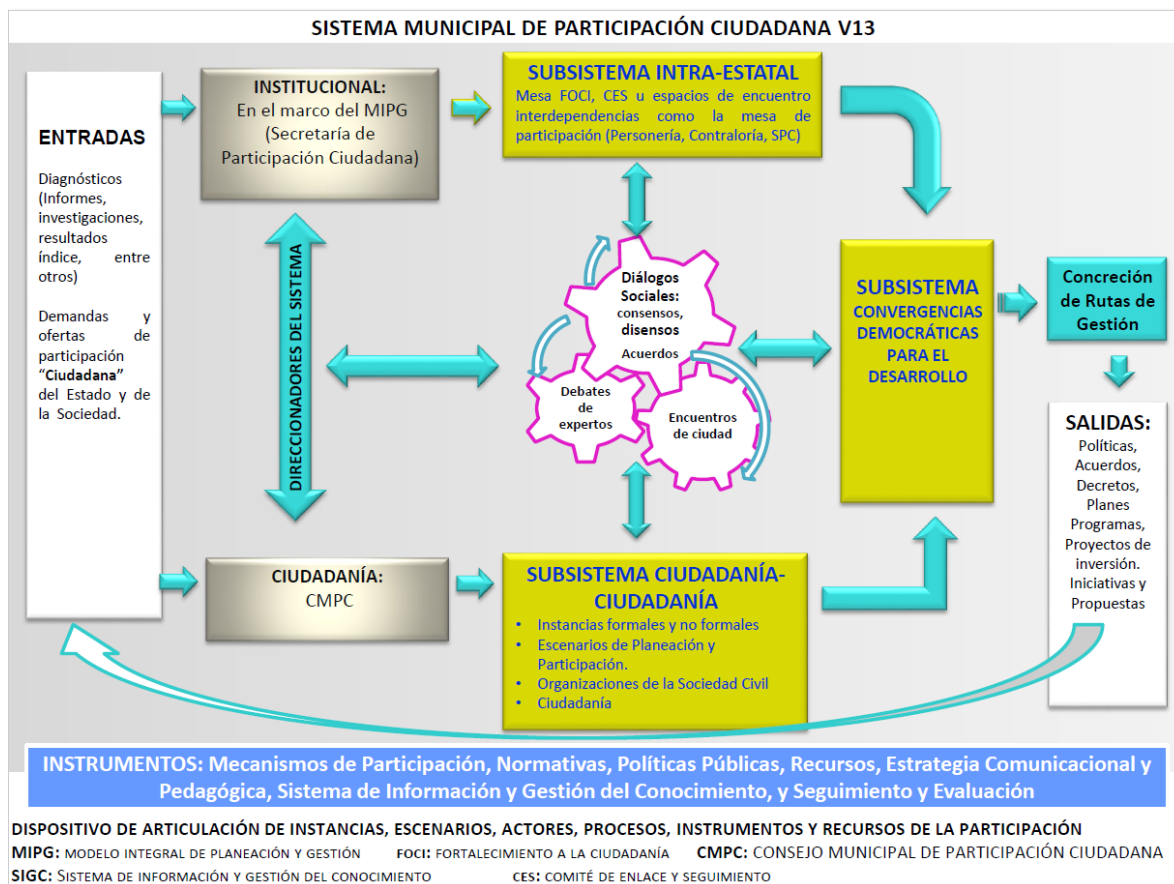 SISTEMA MUNICIPAL DE PARTICIPACIÓN CIUDADANA V13
ENTRADAS
Diagnósticos
(Informes,
investigaciones,
resultados
índice, entre
otros)
Demandas y
ofertas de
participación
“Ciudadana”
del Estado y de
la Sociedad.
INSTITUCIONAL:
En el marco del MIPG
(Secretaría de
Participación Ciudadana)
DIRECCIONADORES DEL SISTEMA
CIUDADANÍA:
CMPC
SUBSISTEMA INTRA-ESTATAL
Mesa FOCI, CES u espacios de encuentro
interdependencias como la mesa de
participación (Personería, Contraloría, SPC)
Diálogos
Sociales:
consensos,
disensos
Acuerdos
Debates
de
expertos
Encuentros
de ciudad
SUBSISTEMA CIUDADANÍA-
CIUDADANÍA
• Instancias formales y no formales
• Escenarios de Planeación y
Participación.
• Organizaciones de la Sociedad Civil
• Ciudadanía
SUBSISTEMA
CONVERGENCIAS
DEMOCRÁTICAS
PARA EL
DESARROLLO
Concreción
de Rutas de
Gestión
SALIDAS:
Políticas,
Acuerdos,
Decretos,
Planes
Programas,
Proyectos de
inversión.
Iniciativas y
Propuestas
INSTRUMENTOS: Mecanismos de Participación, Normativas, Políticas Públicas, Recursos, Estrategia Comunicacional y
Pedagógica, Sistema de Información y Gestión del Conocimiento, y Seguimiento y Evaluación
DISPOSITIVO DE ARTICULACIÓN DE INSTANCIAS, ESCENARIOS, ACTORES, PROCESOS, INSTRUMENTOS Y RECURSOS DE LA PARTICIPACIÓN
MIPG: MODELO INTEGRAL DE PLANEACIÓN Y GESTIÓN FOCI: FORTALECIMIENTO A LA CIUDADANÍA CMPC: CONSEJO MUNICIPAL DE PARTICIPACIÓN CIUDADANA
SIGC: SISTEMA DE INFORMACIÓN Y GESTIÓN DEL CONOCIMIENTO CES: COMITÉ DE ENLACE Y SEGUIMIENTO